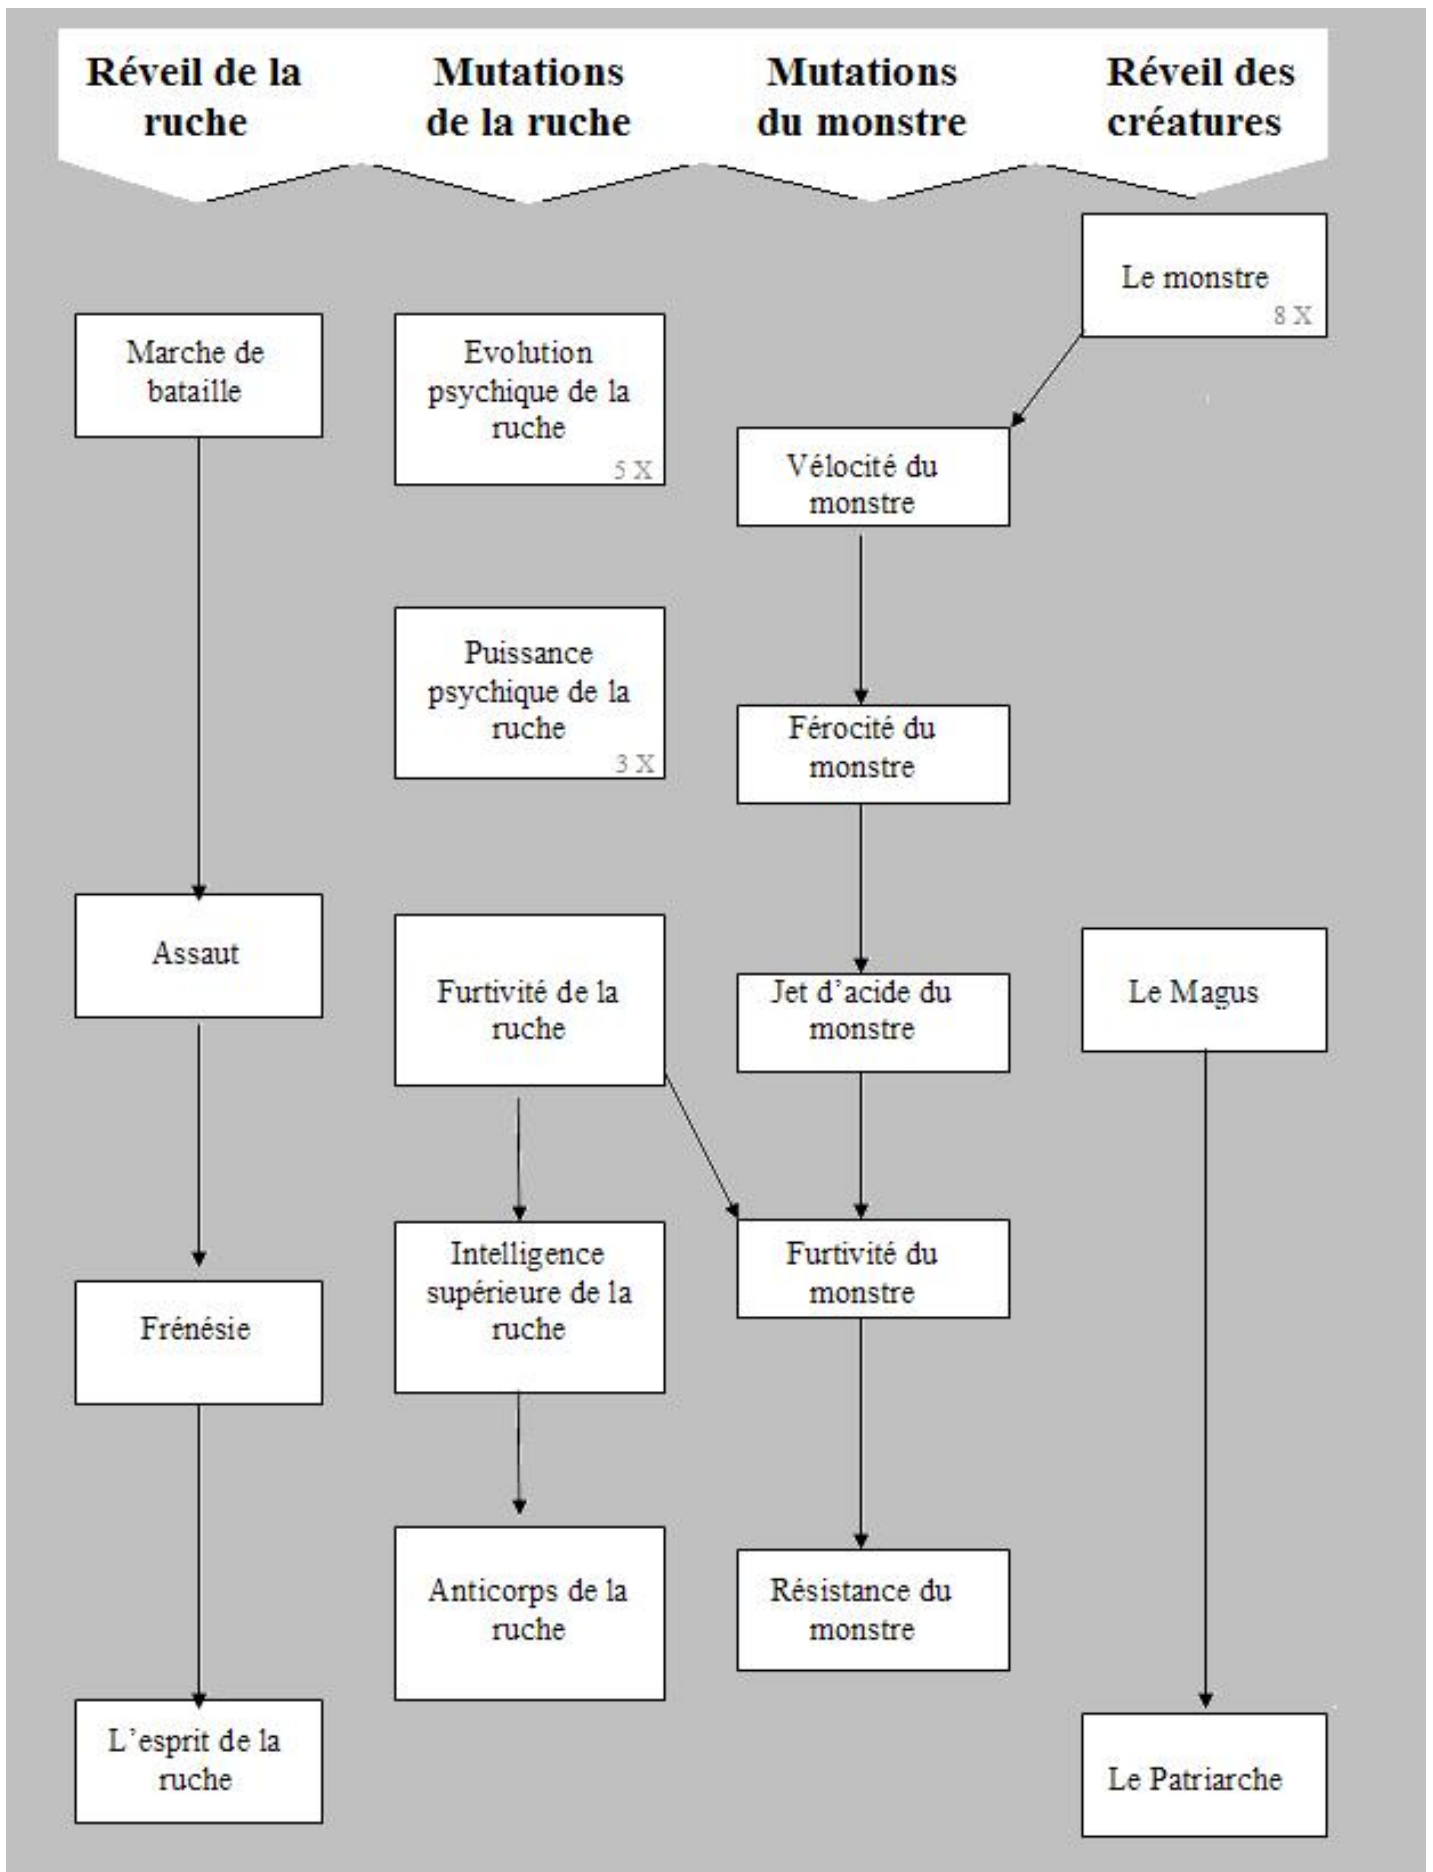 Réveil de la
ruche
Mutations
de la ruche
Mutations
du monstre
Réveil des
créatures
Marche de
bataille
Assaut
Frénésie
L'esprit de la
ruche
Evolution
psychique de la
ruche
5 X
Puissance
psychique de la
ruche
3 X
Furtivité de la
ruche
Intelligence
supérieure de la
ruche
Anticorps de la
ruche
Vélocité du
monstre
Férocité du
monstre
Jet d’acide du
monstre
Furtivité du
monstre
Résistance du
monstre
Le monstre
8 X
Le Magus
Le Patriarche